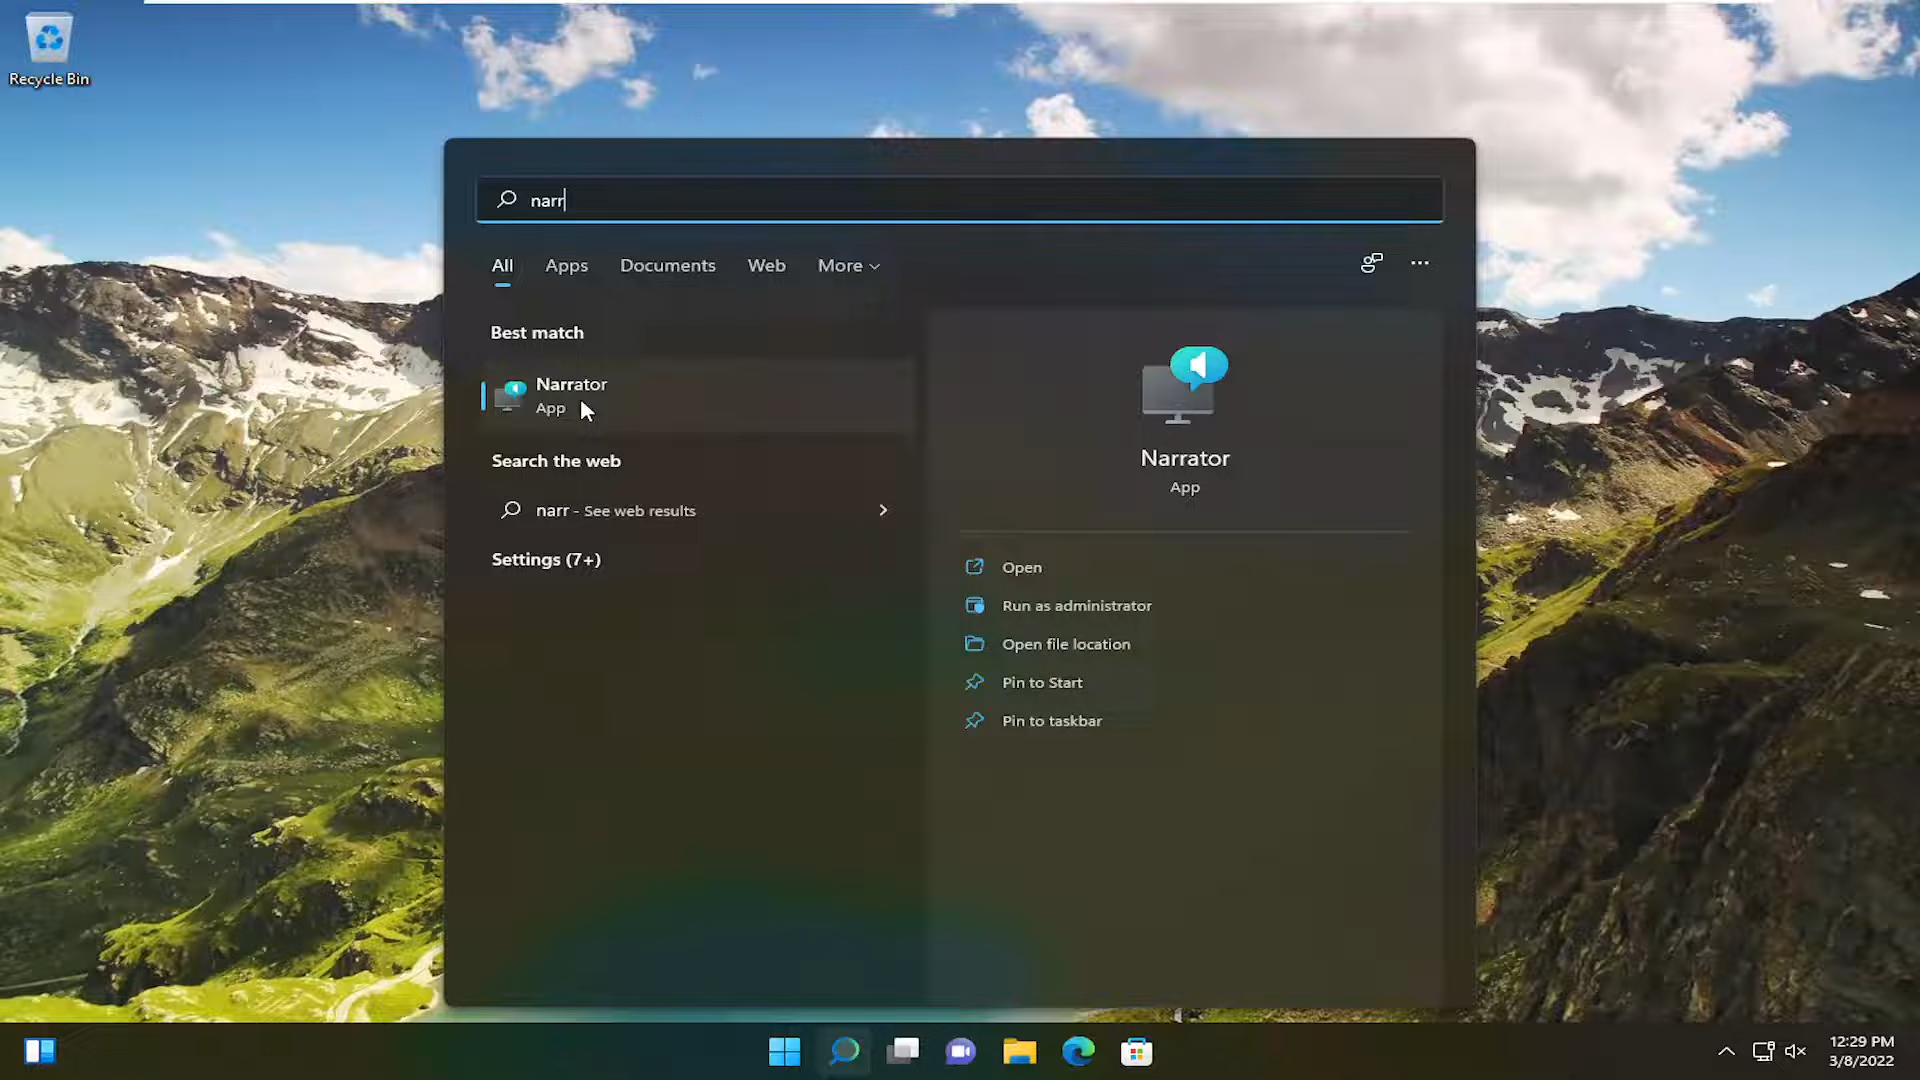 Recycle Bin
narr
All Apps Documents Web More
Best match
Narrator
App
Search the web
narr - See web results
Settings (7+)
Narrator
App
Open
Run as administrator
Open file location
Pin to Start
Pin to taskbar
12:29 PM
3/8/2022